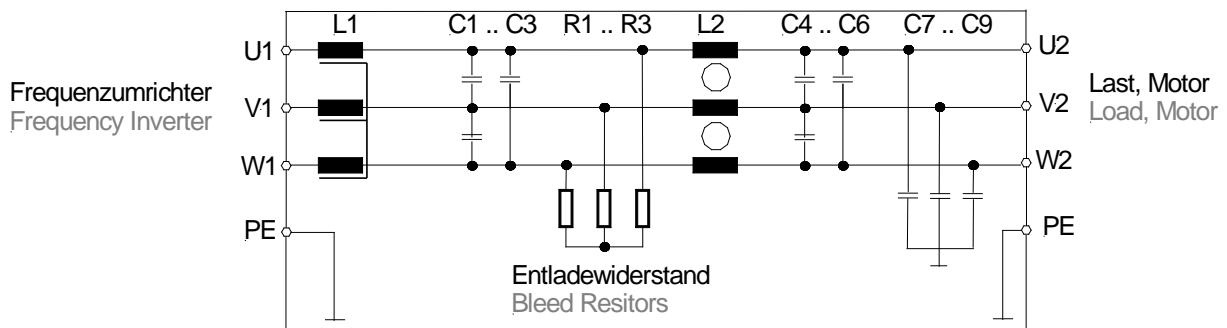 L1 C1 .. C3 R1 .. R3 L2 C4 .. C6 C7 .. C9
U1 U2
Frequenzumrichter
Frequency Inverter
V1 V2
Last, Motor
Load, Motor
W1 W2
PE PE
Entladewiderstand
Bleed Resitors